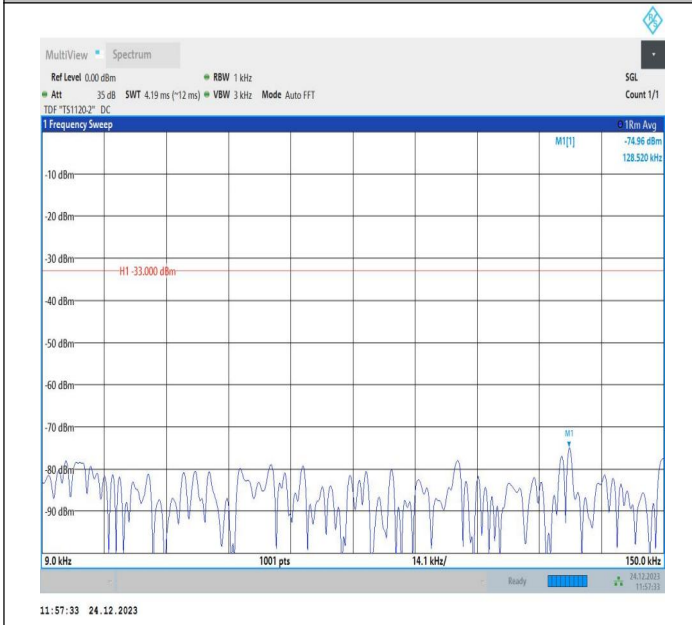 MultiView Spectrum
Ref Level 0.00 dBm RBW 1 kHz SGL
Att 35 dB SWT 4.19 ms (~12 ms) VBW 3 kHz Mode Auto FFT Count 1/1
TDF "TS1120-2" DC
1 Frequency Sweep 1Rm Avg
M1[1] -74.96 dBm
128.520 kHz
-10 dBm
-20 dBm
-30 dBm
H1 -33.000 dBm
-40 dBm
-50 dBm
-60 dBm
-70 dBm
M1
-80 dBm
-90 dBm
9.0 kHz 1001 pts 14.1 kHz/ 150.0 kHz
Ready 24.12.2023
11:57:33
11:57:33 24.12.2023